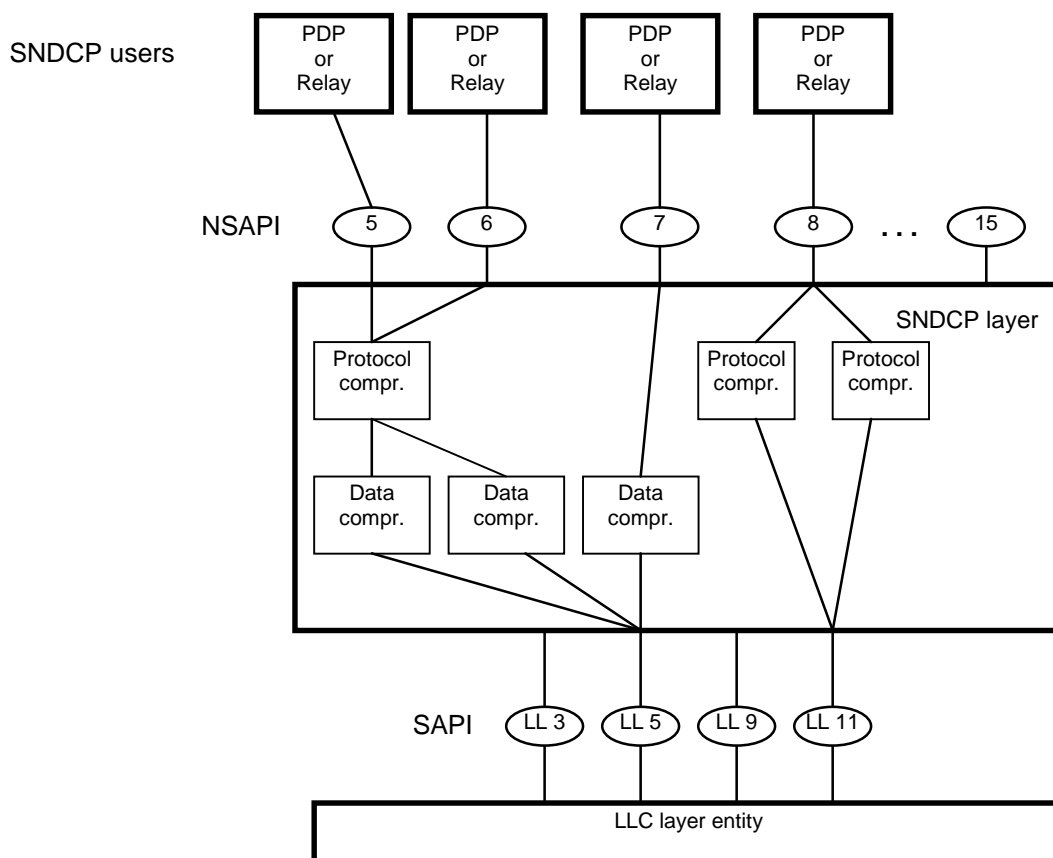 SNDCP users
PDP
or
Relay
PDP
or
Relay
PDP
or
Relay
PDP
or
Relay
NSAPI
5
6
7
8
. . .
15
SNDCP layer
Protocol
compr.
Protocol
compr.
Protocol
compr.
Data
compr.
Data
compr.
Data
compr.
SAPI
LL 3
LL 5
LL 9
LL 11
LLC layer entity